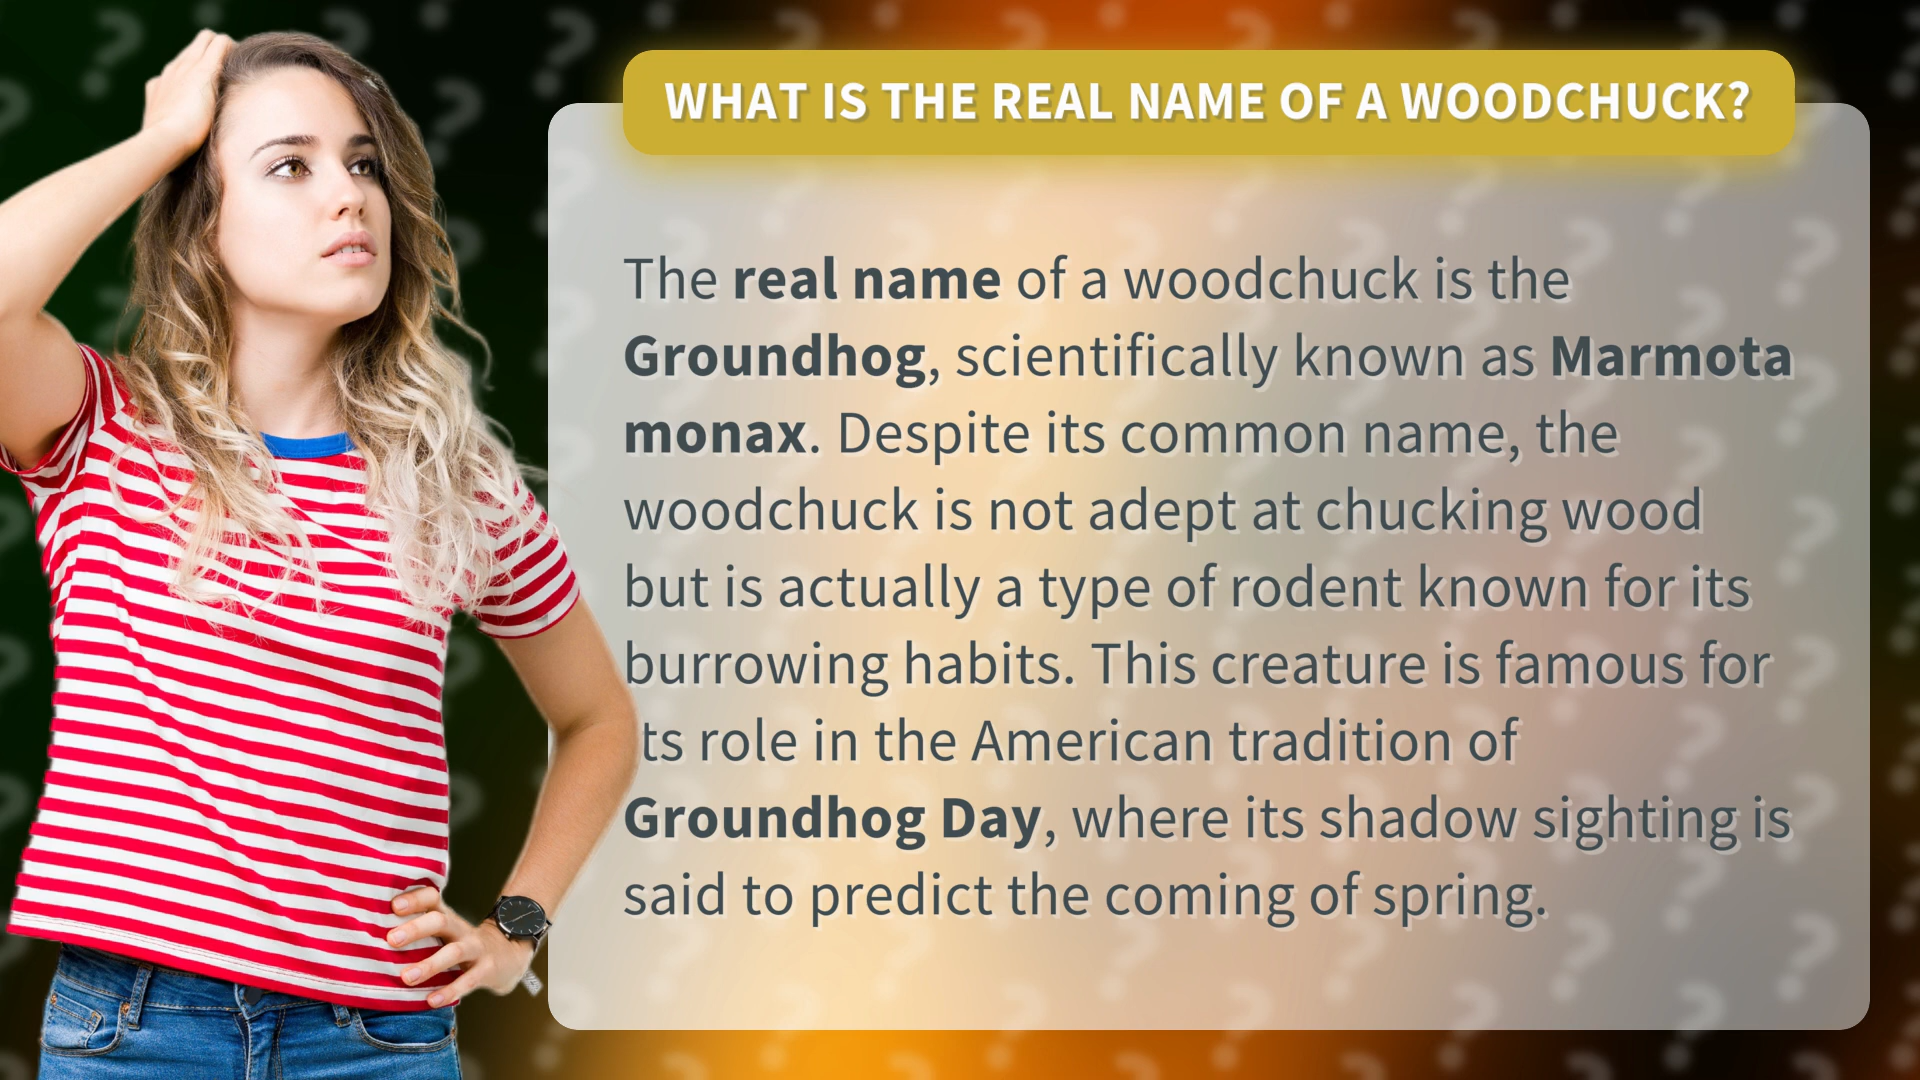 WHAT IS THE REAL NAME OF A WOODCHUCK?
The real name of a woodchuck is the
Groundhog, scientifically known as Marmota
monax. Despite its common name, the
woodchuck is not adept at chucking wood
but is actually a type of rodent known for its
burrowing habits. This creature is famous for
ts role in the American tradition of
Groundhog Day, where its shadow sighting is
said to predict the coming of spring.